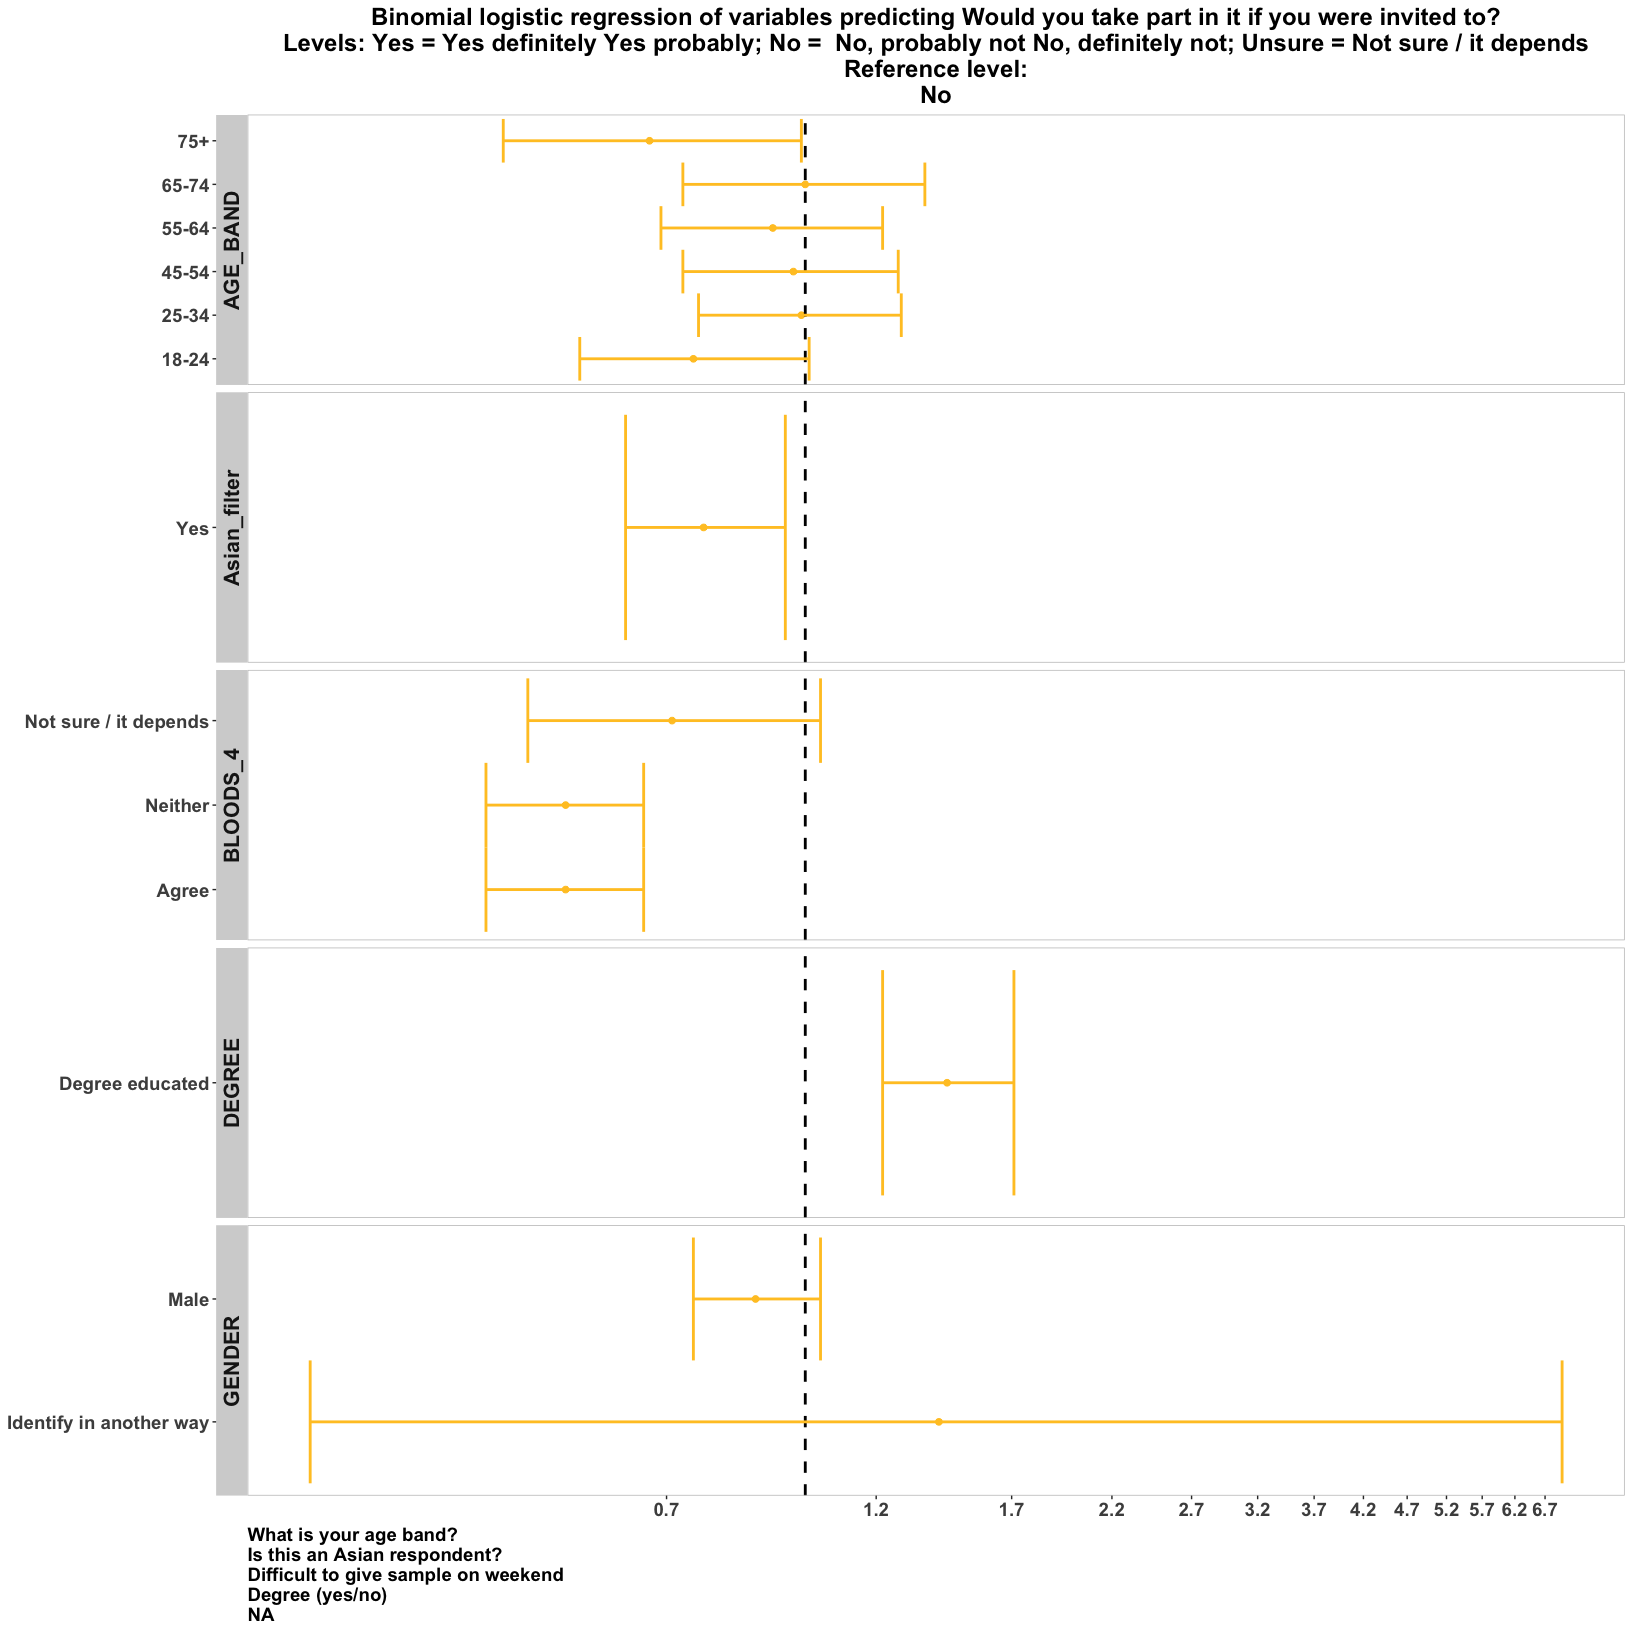 Binomial logistic regression of variables predicting Would you take part in it if you were invited to?
Levels: Yes = Yes definitely Yes probably; No =  No, probably not No, definitely not; Unsure = Not sure / it depends
Reference level:
No
AGE_BAND
75+
65-74
55-64
45-54
25-34
18-24
Asian_filter
Yes
BLOODS_4
Not sure / it depends
Neither
Agree
DEGREE
Degree educated
GENDER
Male
Identify in another way
0.7 1.2 1.7 2.2 2.7 3.2 3.7 4.2 4.7 5.2 5.7 6.2 6.7
What is your age band?
Is this an Asian respondent?
Difficult to give sample on weekend
Degree (yes/no)
NA